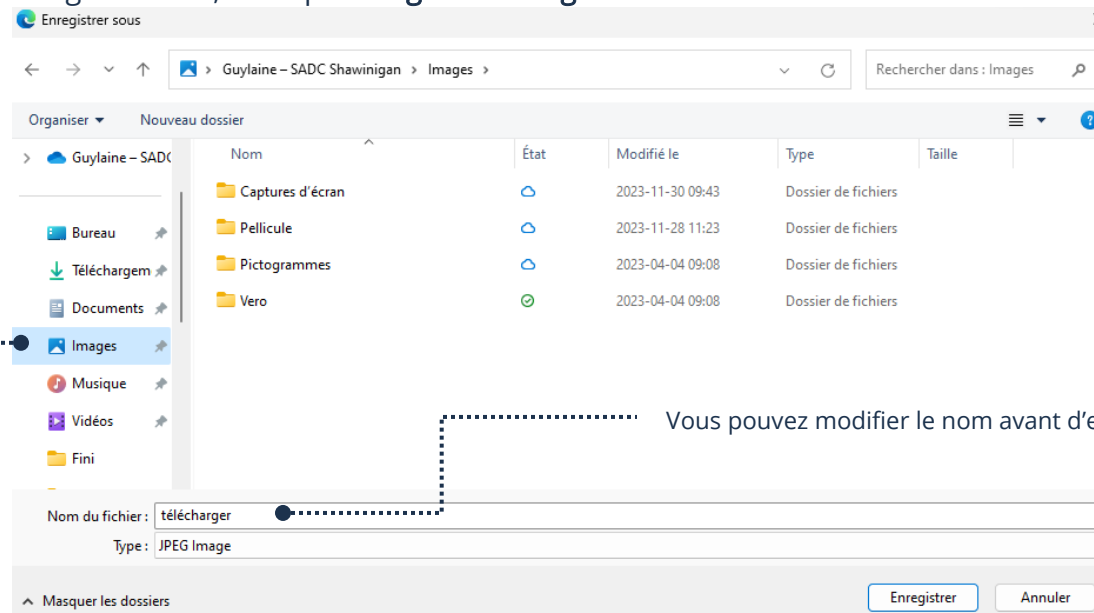 Enregistrer sous
Guylaine – SADC Shawinigan > Images >
Rechercher dans : Images
Organiser
Nouveau dossier
Guylaine – SADC
Nom État Modifié le Type Taille
Captures d'écran 2023-11-30 09:43 Dossier de fichiers
Pellicule 2023-11-28 11:23 Dossier de fichiers
Pictogrammes 2023-04-04 09:08 Dossier de fichiers
Vero 2023-04-04 09:08 Dossier de fichiers
Bureau
Téléchargem
Documents
Images
Musique
Vidéos
Fini
Vous pouvez modifier le nom avant d'e
Nom du fichier : télécharger
Type : JPEG Image
Masquer les dossiers
Enregistrer Annuler